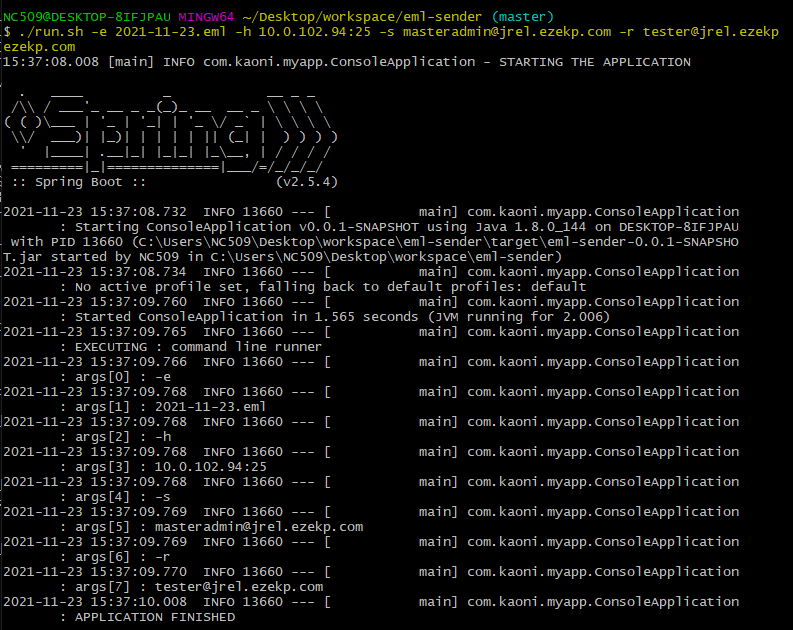 NC509@DESKTOP-8IFJPAU MINGW64 ~/Desktop/workspace/eml-sender (master)
$ ./run.sh -e 2021-11-23.eml -h 10.0.102.94:25 -s masteradmin@jrel.ezekp.com -r tester@jrel.ezekp
ezekp.com
15:37:08.008 [main] INFO com.kaoni.myapp.ConsoleApplication - STARTING THE APPLICATION
  .   ____          _            __ _ _
 /\\ / ___'_ __ _ _(_)_ __  __ _ \ \ \ \
( ( )\___ | '_ | '_| | '_ \/ _` | \ \ \ \
 \\/  ___)| |_)| | | | | || (_| |  ) ) ) )
  '  |____| .__|_| |_|_| |_\__, | / / / /
 =========|_|==============|___/=/_/_/_/
 :: Spring Boot ::                (v2.5.4)
2021-11-23 15:37:08.732  INFO 13660 --- [           main] com.kaoni.myapp.ConsoleApplication
       : Starting ConsoleApplication v0.0.1-SNAPSHOT using Java 1.8.0_144 on DESKTOP-8IFJPAU
 with PID 13660 (C:\Users\NC509\Desktop\workspace\eml-sender\target\eml-sender-0.0.1-SNAPSHO
T.jar started by NC509 in C:\Users\NC509\Desktop\workspace\eml-sender)
2021-11-23 15:37:08.734  INFO 13660 --- [           main] com.kaoni.myapp.ConsoleApplication
       : No active profile set, falling back to default profiles: default
2021-11-23 15:37:09.760  INFO 13660 --- [           main] com.kaoni.myapp.ConsoleApplication
       : Started ConsoleApplication in 1.565 seconds (JVM running for 2.006)
2021-11-23 15:37:09.765  INFO 13660 --- [           main] com.kaoni.myapp.ConsoleApplication
       : EXECUTING : command line runner
2021-11-23 15:37:09.766  INFO 13660 --- [           main] com.kaoni.myapp.ConsoleApplication
       : args[0] : -e
2021-11-23 15:37:09.768  INFO 13660 --- [           main] com.kaoni.myapp.ConsoleApplication
       : args[1] : 2021-11-23.eml
2021-11-23 15:37:09.768  INFO 13660 --- [           main] com.kaoni.myapp.ConsoleApplication
       : args[2] : -h
2021-11-23 15:37:09.768  INFO 13660 --- [           main] com.kaoni.myapp.ConsoleApplication
       : args[3] : 10.0.102.94:25
2021-11-23 15:37:09.768  INFO 13660 --- [           main] com.kaoni.myapp.ConsoleApplication
       : args[4] : -s
2021-11-23 15:37:09.769  INFO 13660 --- [           main] com.kaoni.myapp.ConsoleApplication
       : args[5] : masteradmin@jrel.ezekp.com
2021-11-23 15:37:09.769  INFO 13660 --- [           main] com.kaoni.myapp.ConsoleApplication
       : args[6] : -r
2021-11-23 15:37:09.770  INFO 13660 --- [           main] com.kaoni.myapp.ConsoleApplication
       : args[7] : tester@jrel.ezekp.com
2021-11-23 15:37:10.008  INFO 13660 --- [           main] com.kaoni.myapp.ConsoleApplication
       : APPLICATION FINISHED